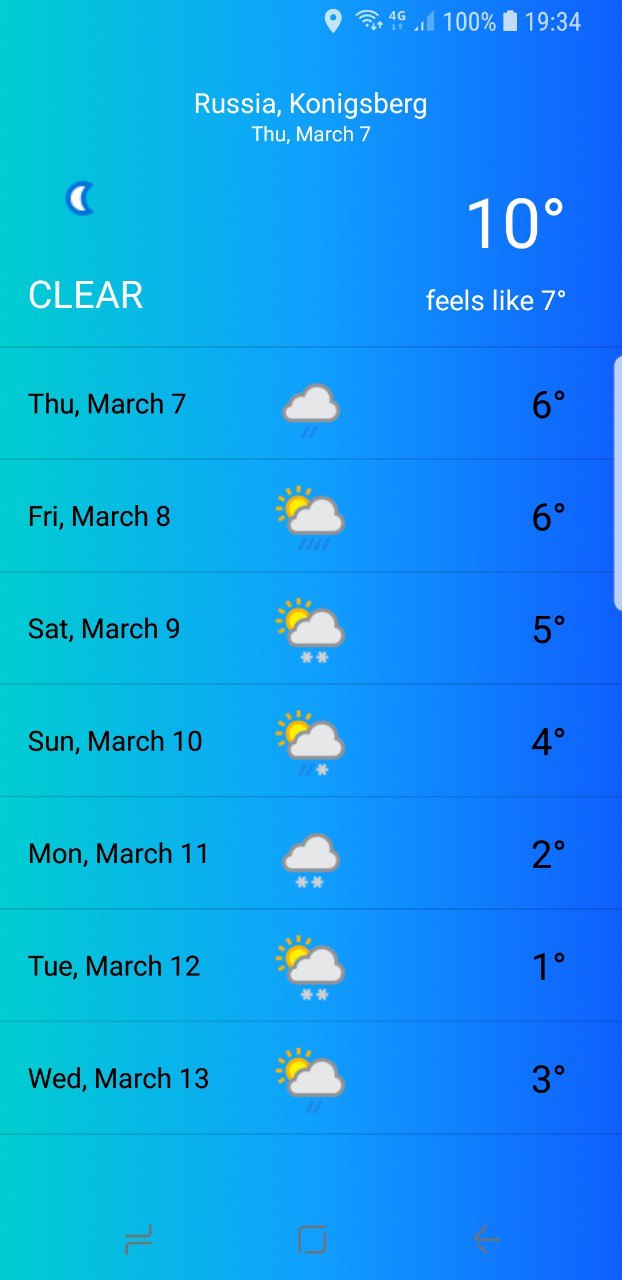 4G 100% 19:34
Russia, Konigsberg
Thu, March 7
10°
CLEAR feels like 7°
Thu, March 7 6°
Fri, March 8 6°
Sat, March 9 5°
Sun, March 10 4°
Mon, March 11 2°
Tue, March 12 1°
Wed, March 13 3°